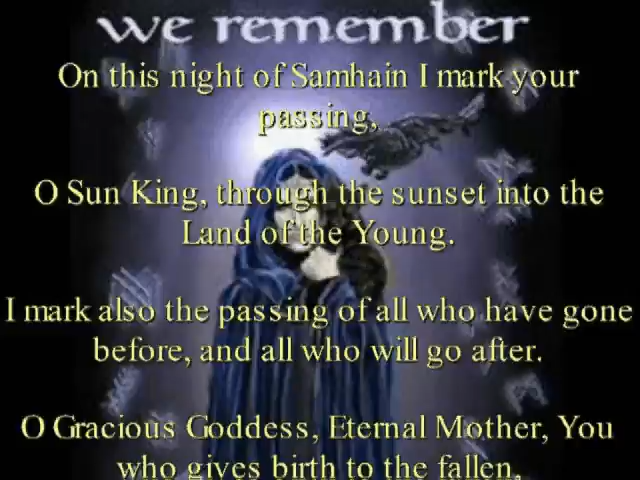 we remember
On this night of Samhain I mark your
passing,
O Sun King, through the sunset into the
Land of the Young.
I mark also the passing of all who have gone
before, and all who will go after.
O Gracious Goddess, Eternal Mother, You
who gives birth to the fallen,